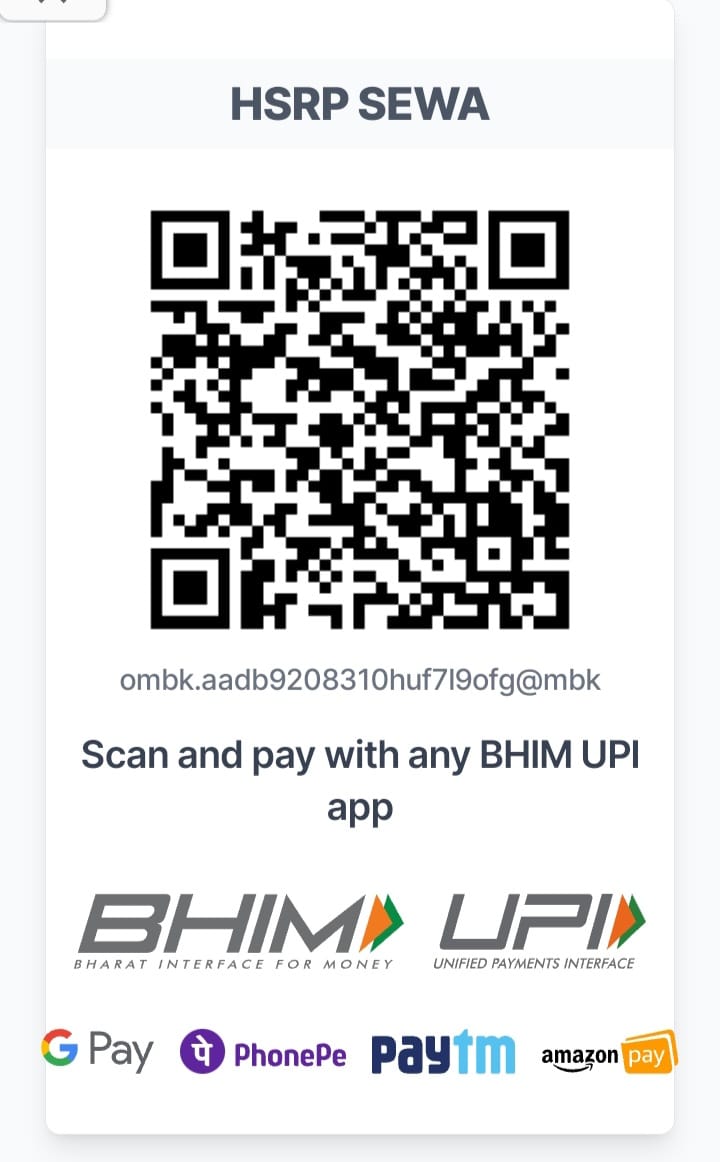 HSRP SEWA
ombk.aadb9208310huf7l9ofg@mbk
Scan and pay with any BHIM UPI
app
BHIM UPI
BHARAT INTERFACE FOR MONEY UNIFIED PAYMENTS INTERFACE
G Pay पे PhonePe paytm amazon pay